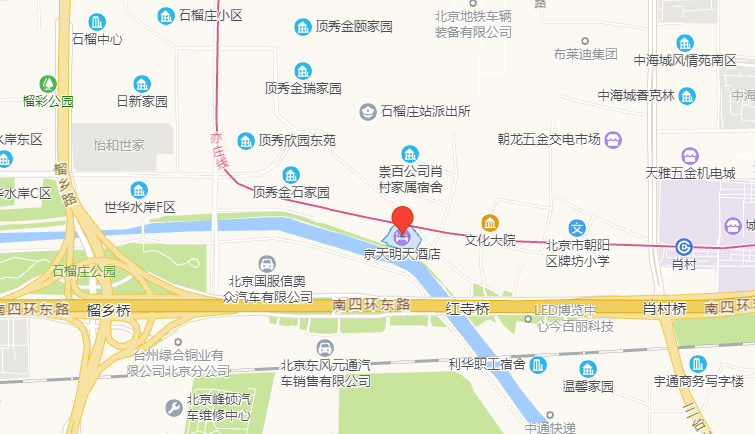 石榴庄小区
石榴中心
顶秀金颐家园
北京地铁车辆
装备有限公司
路
布莱迪集团
中海城风情苑南区
顶秀金瑞家园
日新家园
榴彩公园
中海城香克林
中海
石榴庄站派出所
水岸东区
怡和世家
亦庄线
顶秀欣园东苑
朝龙五金交电市场
崇百公司肖
村家属宿舍
天雅五金机电城
榴乡路
华水岸C区
世华水岸F区
顶秀金石家园
文化大院
北京市朝阳
区牌坊小学
城
京天明天酒店
肖村
石榴庄公园
北京国服信奥
众汽车有限公司
南四环东路
榴乡桥
南四环东路
红寺桥
LED博览中
心今百丽科技
肖村桥
南四环东
台州绿合铜业有
限公司北京分公司
北京东风元通汽
车销售有限公司
利华职工宿舍
温馨家园
宇通商务写字楼
北京峰硕汽
车维修中心
中通快递
三台